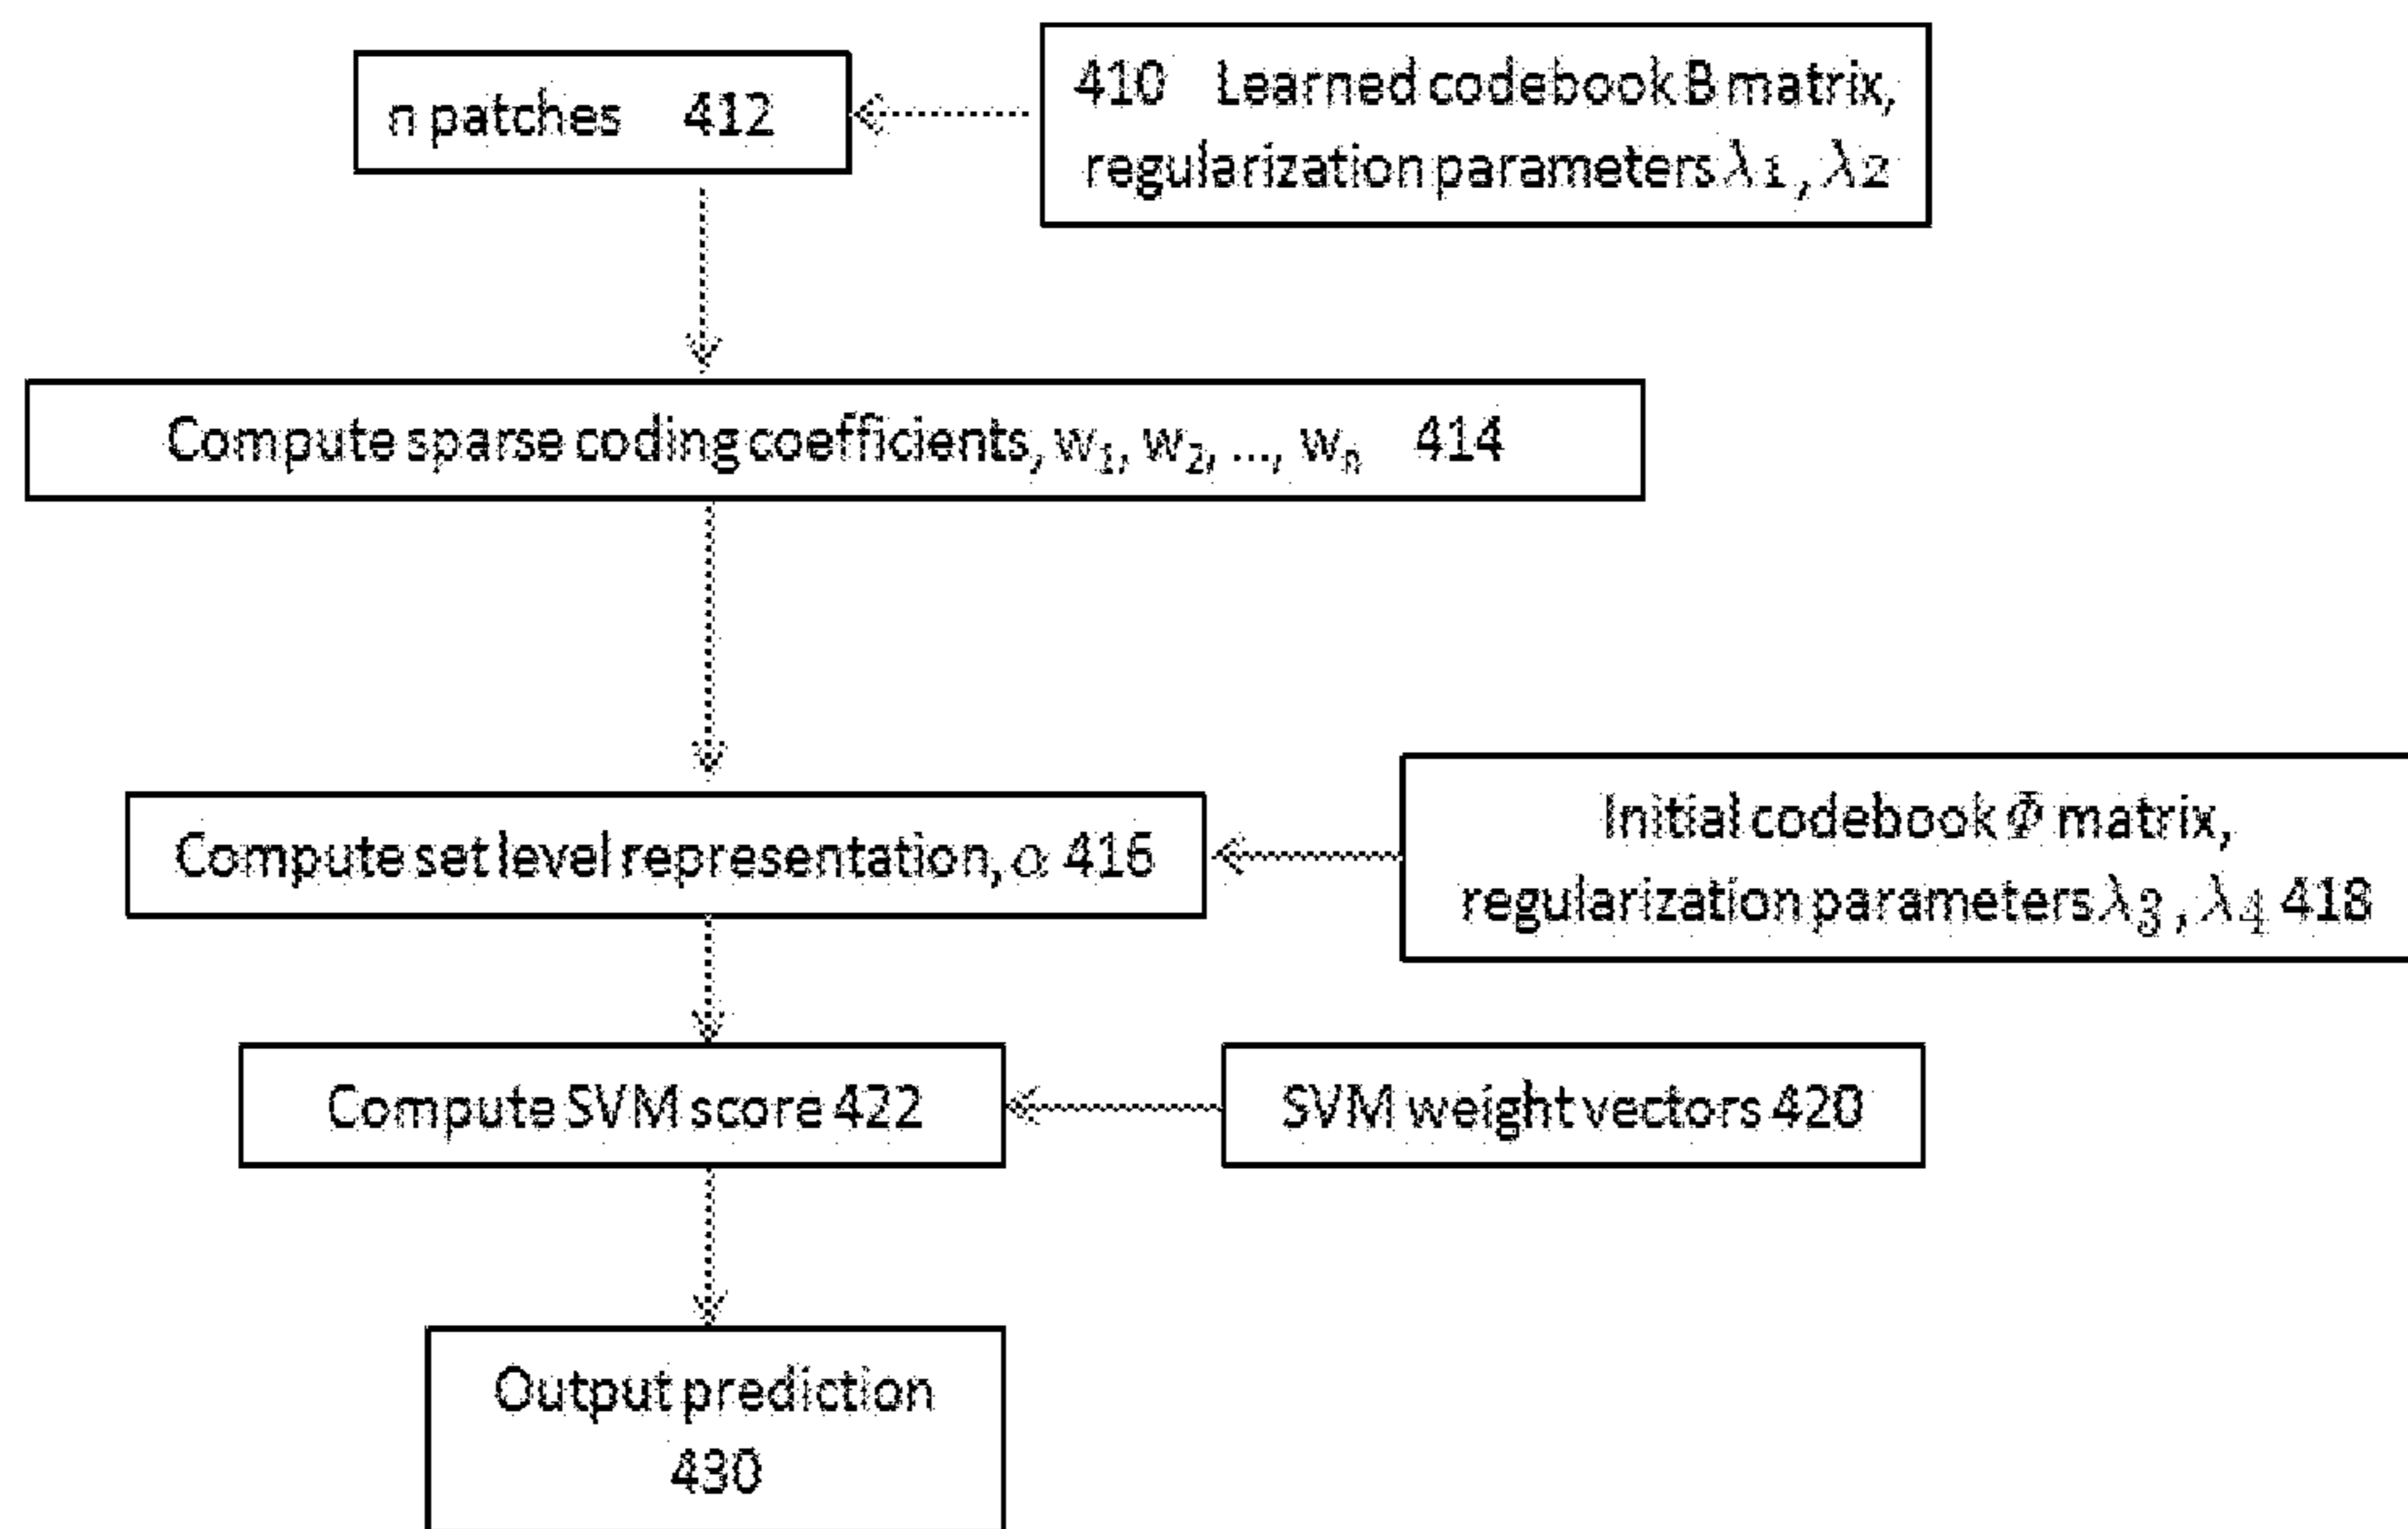 n patches 412
410 Learned codebook B matrix,
regularization parameters λ1, λ2
Compute sparse coding coefficients, w1, w2, ..., wn 414
Compute set level representation, α 416
Initial codebook Φ matrix,
regularization parameters λ3, λ4 418
Compute SVM score 422
SVM weight vectors 420
Output prediction
430